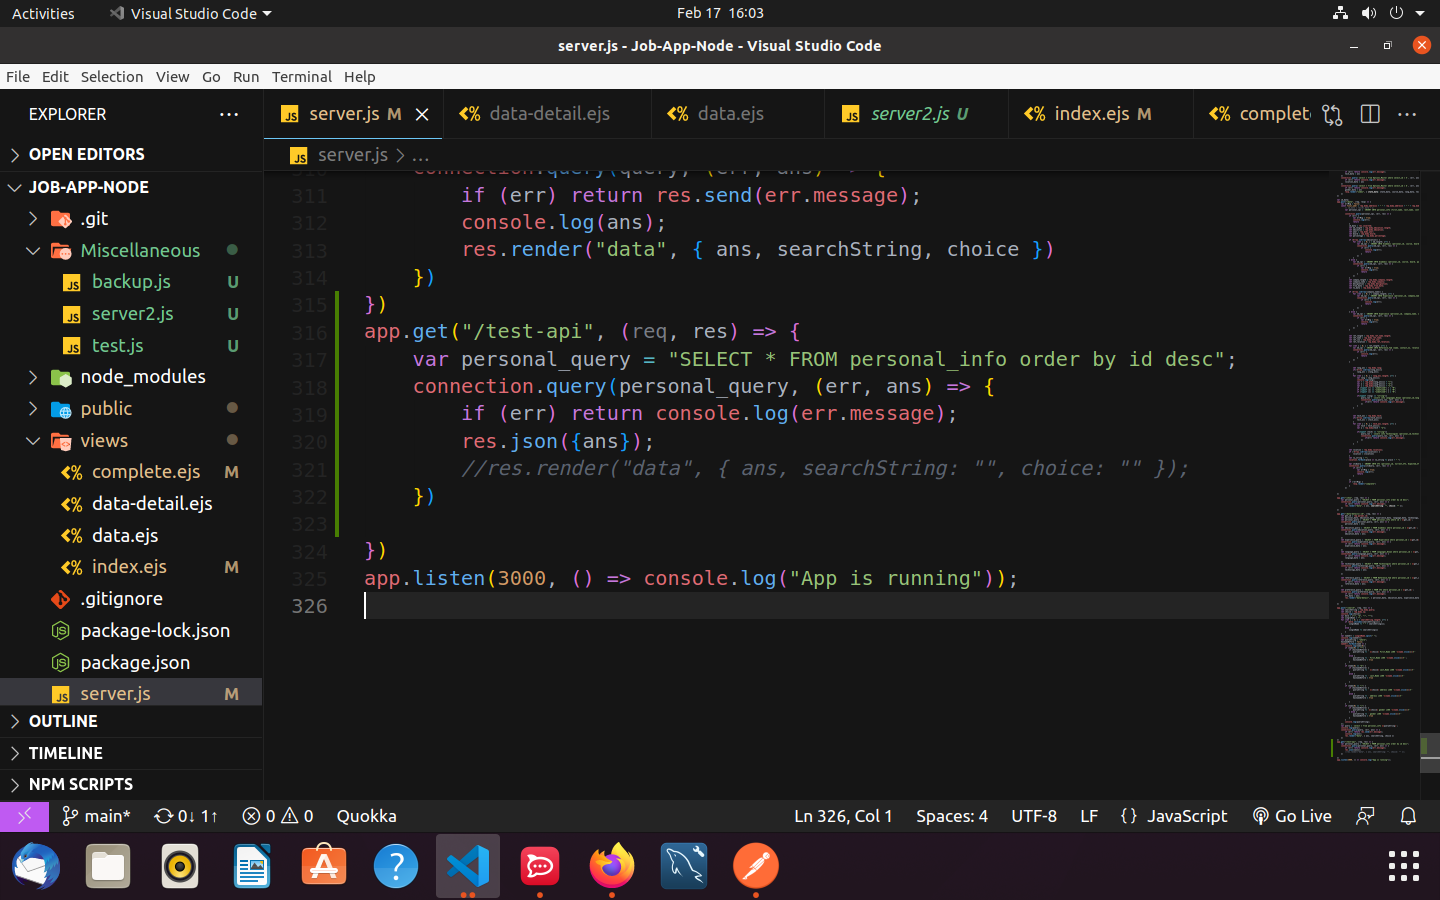 Activities
Visual Studio Code
Feb 17 16:03
server.js - Job-App-Node - Visual Studio Code
File Edit Selection View Go Run Terminal Help
EXPLORER
JS server.js M
data-detail.ejs
data.ejs
JS server2.js U
index.ejs M
complet
OPEN EDITORS
JS server.js > ...
JOB-APP-NODE
.git
Miscellaneous
JS backup.js U
JS server2.js U
JS test.js U
node_modules
public
views
complete.ejs M
data-detail.ejs
data.ejs
index.ejs M
.gitignore
package-lock.json
package.json
JS server.js M
OUTLINE
TIMELINE
NPM SCRIPTS
310 connection.query(query, (err, ans) => {
311 if (err) return res.send(err.message);
312 console.log(ans);
313 res.render("data", { ans, searchString, choice })
314 })
315 })
316 app.get("/test-api", (req, res) => {
317 var personal_query = "SELECT * FROM personal_info order by id desc";
318 connection.query(personal_query, (err, ans) => {
319 if (err) return console.log(err.message);
320 res.json({ans});
321 //res.render("data", { ans, searchString: "", choice: "" });
322 })
323
324 })
325 app.listen(3000, () => console.log("App is running"));
326
main* 0↓ 1↑ 0 0 Quokka
Ln 326, Col 1 Spaces: 4 UTF-8 LF {} JavaScript Go Live